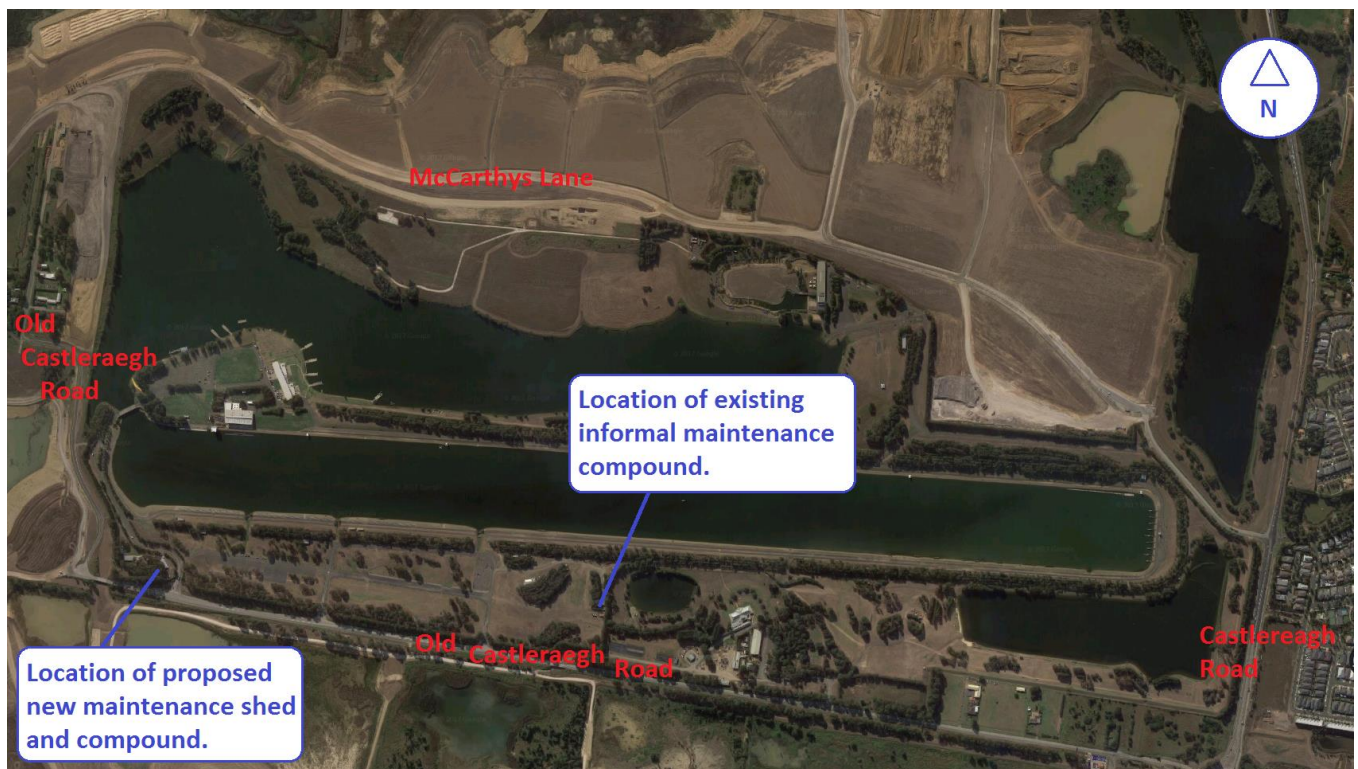 N
McCarthys Lane
Old
Castleraegh
Road
Location of existing
informal maintenance
compound.
Old Castleraegh Road
Castlereagh
Road
Location of proposed
new maintenance shed
and compound.